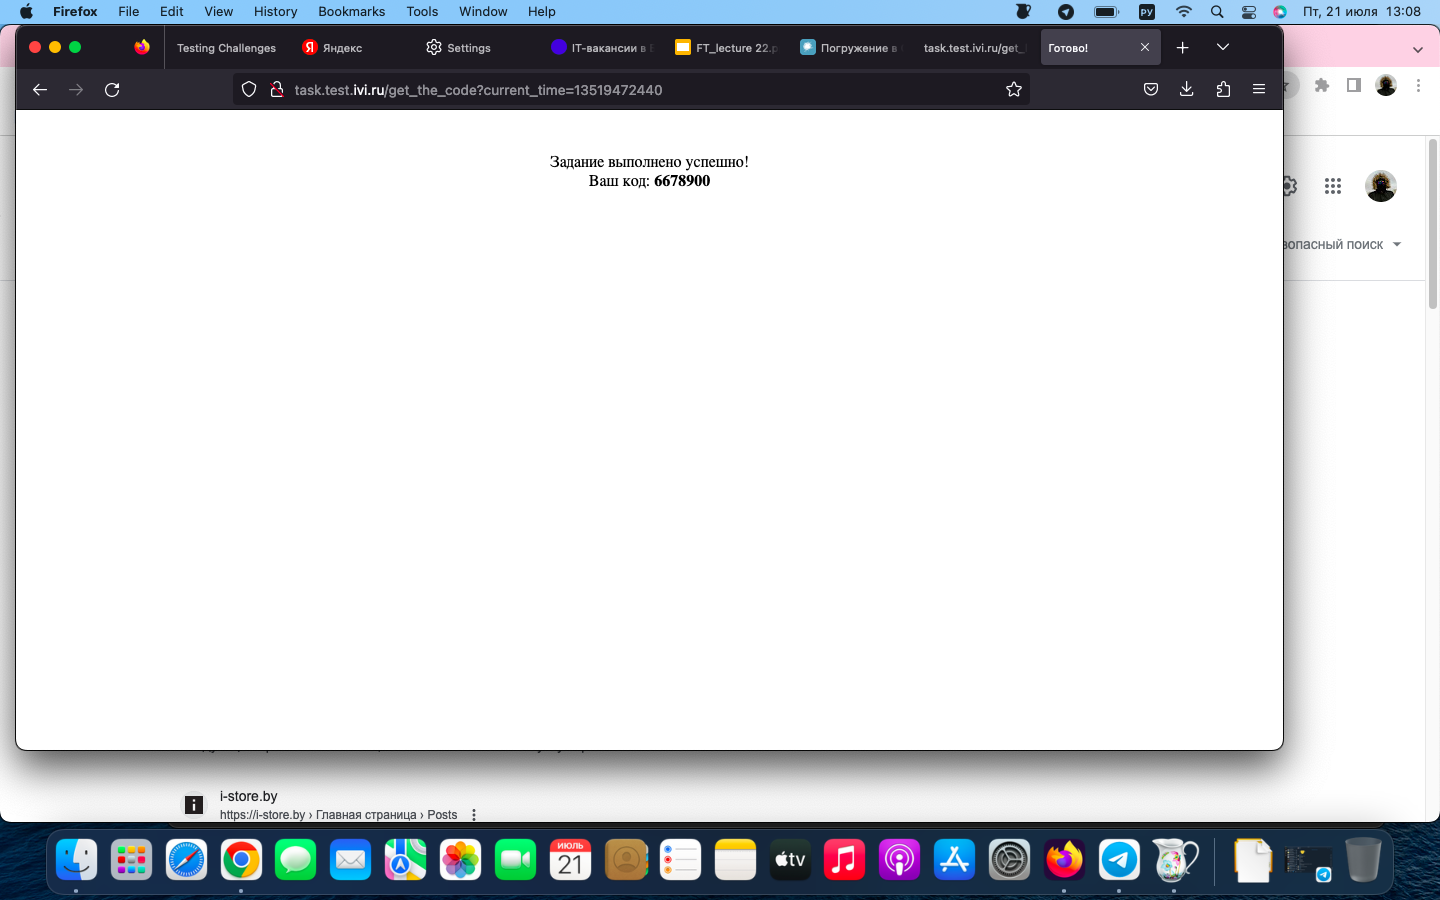 Firefox File Edit View History Bookmarks Tools Window Help РУ Пт, 21 июля 13:08
Testing Challenges Яндекс Settings IT-вакансии в FT_lecture 22.p Погружение в task.test.ivi.ru/get_ Готово!
task.test.ivi.ru/get_the_code?current_time=13519472440
Задание выполнено успешно!
Ваш код: 6678900
зопасный поиск
i-store.by
https://i-store.by › Главная страница › Posts
ИЮЛЬ
21
tv